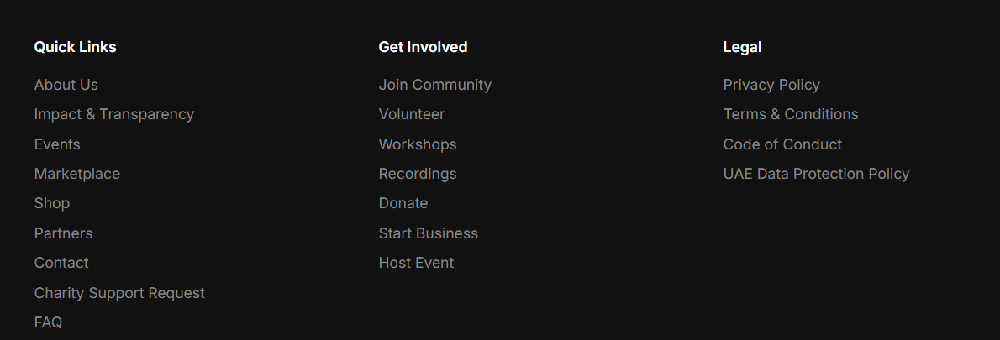 Quick Links
About Us
Impact & Transparency
Events
Marketplace
Shop
Partners
Contact
Charity Support Request
FAQ
Get Involved
Join Community
Volunteer
Workshops
Recordings
Donate
Start Business
Host Event
Legal
Privacy Policy
Terms & Conditions
Code of Conduct
UAE Data Protection Policy